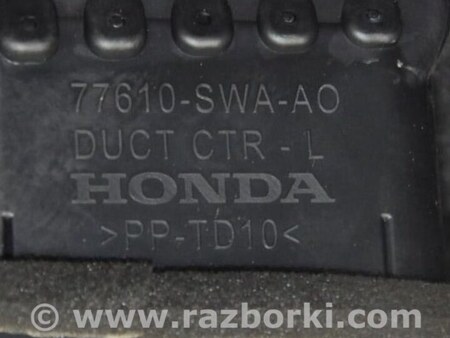 77610-SWA-AO
DUCT CTR - L
HONDA
>PP-TD10<
© www.razborki.com